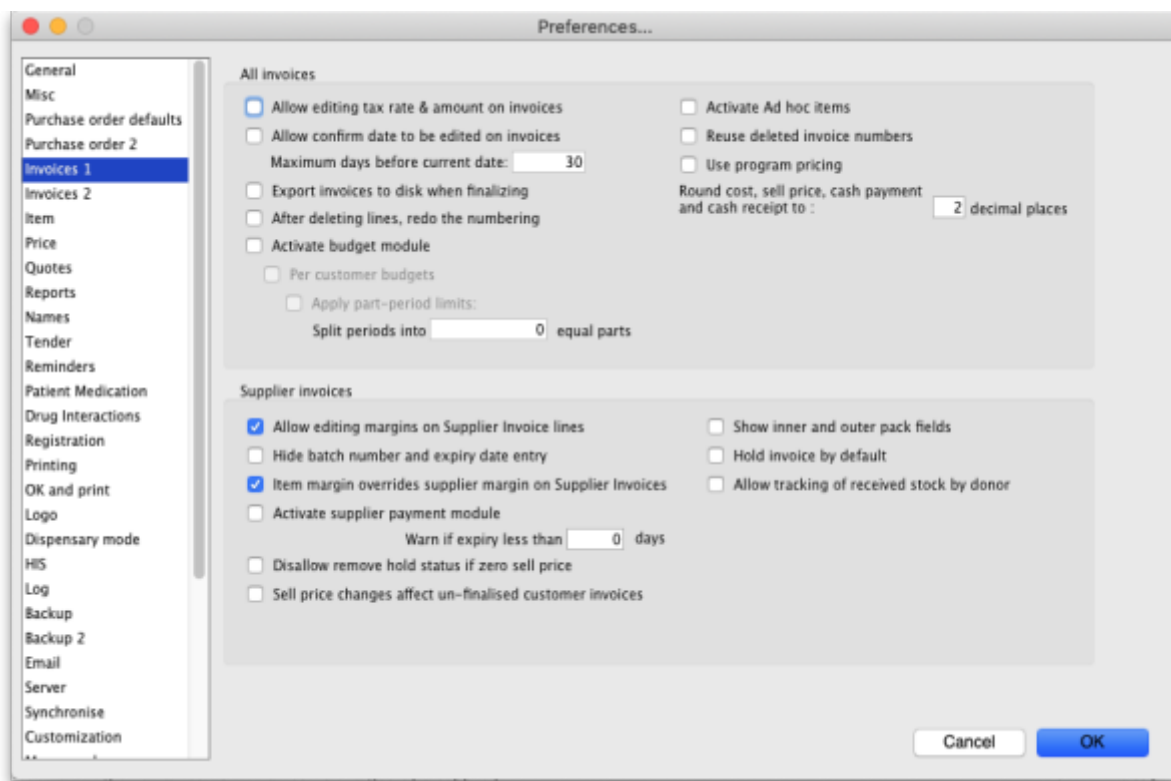 Preferences...
General
Misc
Purchase order defaults
Purchase order 2
Invoices 1
Invoices 2
Item
Price
Quotes
Reports
Names
Tender
Reminders
Patient Medication
Drug Interactions
Registration
Printing
OK and print
Logo
Dispensary mode
HIS
Log
Backup
Backup 2
Email
Server
Synchronise
Customization
All invoices
Allow editing tax rate & amount on invoices
Allow confirm date to be edited on invoices
Maximum days before current date: 30
Export invoices to disk when finalizing
After deleting lines, redo the numbering
Activate budget module
Per customer budgets
Apply part-period limits:
Split periods into 0 equal parts
Activate Ad hoc items
Reuse deleted invoice numbers
Use program pricing
Round cost, sell price, cash payment
and cash receipt to : 2 decimal places
Supplier invoices
Allow editing margins on Supplier Invoice lines
Hide batch number and expiry date entry
Item margin overrides supplier margin on Supplier Invoices
Activate supplier payment module
Warn if expiry less than 0 days
Disallow remove hold status if zero sell price
Sell price changes affect un-finalised customer invoices
Show inner and outer pack fields
Hold invoice by default
Allow tracking of received stock by donor
Cancel
OK